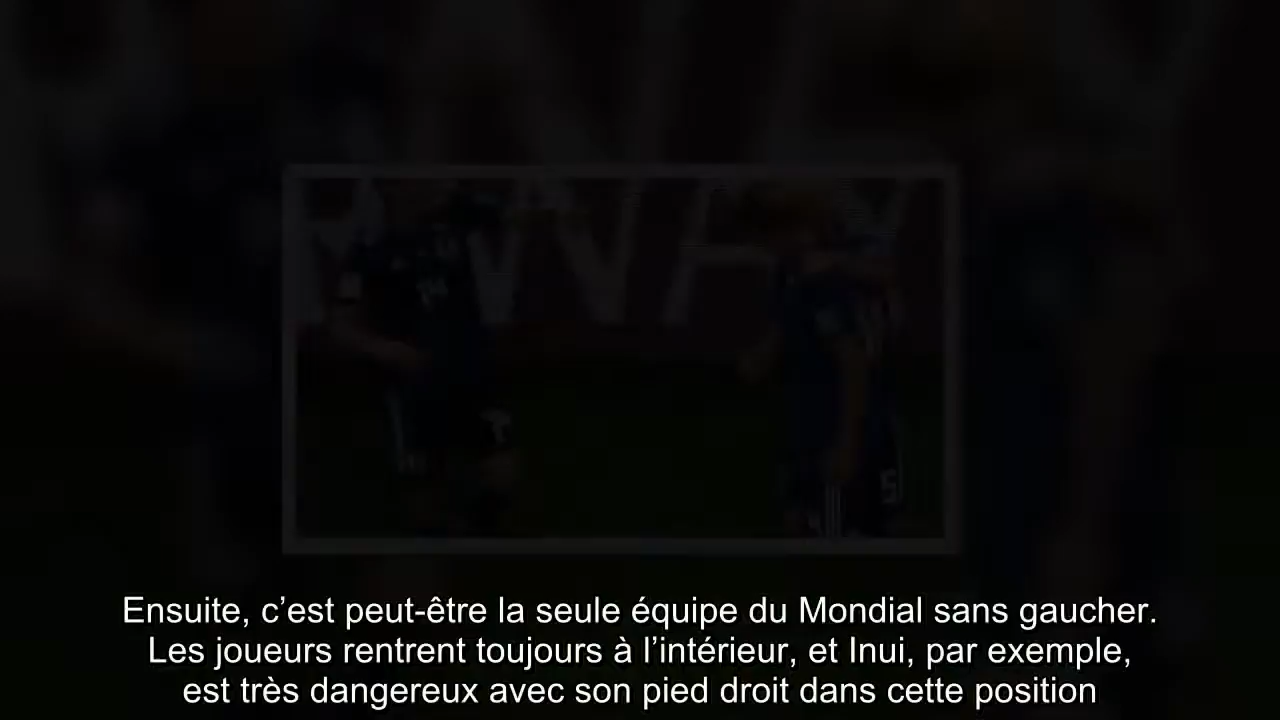 Ensuite, c’est peut-être la seule équipe du Mondial sans gaucher.
Les joueurs rentrent toujours à l’intérieur, et Inui, par exemple,
est très dangereux avec son pied droit dans cette position